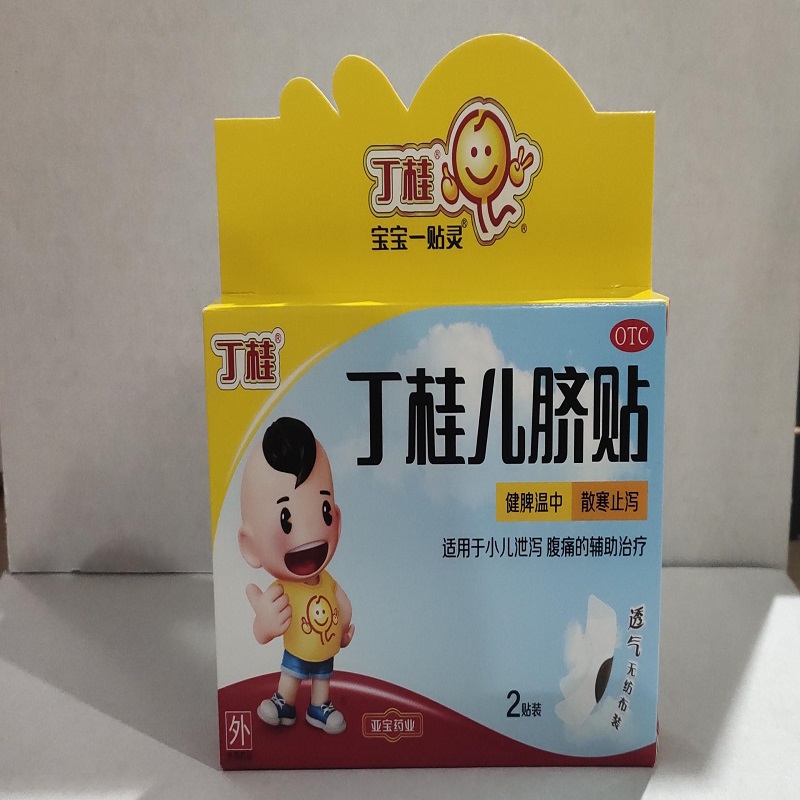 丁桂®
宝宝一贴灵®
®
丁桂®
OTC
丁桂儿脐贴
健脾温中 散寒止泻
适用于小儿泄泻 腹痛的辅助治疗
透气
无纺布装
2贴装
亚宝药业
外